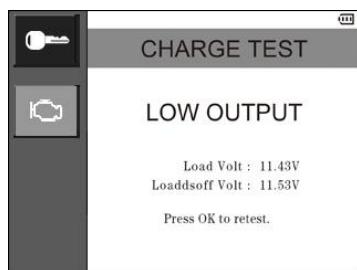 CHARGE TEST
LOW OUTPUT
Load Volt : 11.43V
Loaddsoff Volt : 11.53V
Press OK to retest.